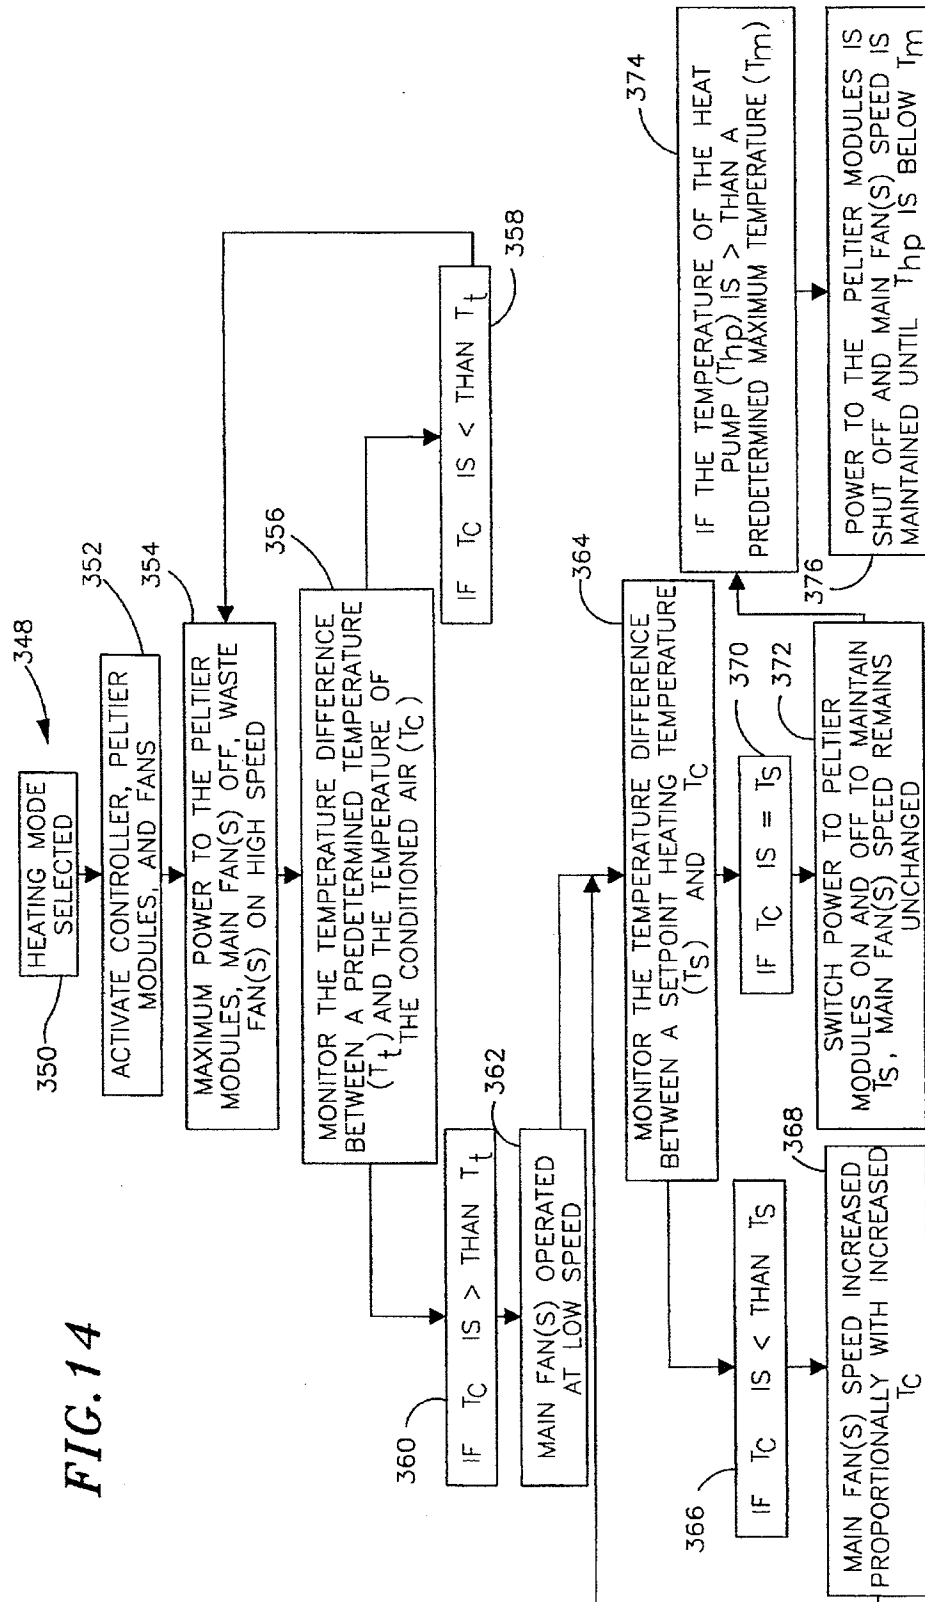 FIG.14
348
HEATING MODE
SELECTED
350
352
ACTIVATE CONTROLLER, PELTIER
MODULES, AND FANS
354
MAXIMUM POWER TO THE PELTIER
MODULES, MAIN FAN(S) OFF, WASTE
FAN(S) ON HIGH SPEED
356
MONITOR THE TEMPERATURE DIFFERENCE
BETWEEN A PREDETERMINED TEMPERATURE
(Tt) AND THE TEMPERATURE OF
THE CONDITIONED AIR (TC)
358
IF TC IS < THAN Tt
360
IF TC IS > THAN Tt
362
MAIN FAN(S) OPERATED
AT LOW SPEED
364
MONITOR THE TEMPERATURE DIFFERENCE
BETWEEN A SETPOINT HEATING TEMPERATURE
(TS) AND TC
366
IF TC IS < THAN TS
368
MAIN FAN(S) SPEED INCREASED
PROPORTIONALLY WITH INCREASED
TC
370
IF TC IS = TS
372
SWITCH POWER TO PELTIER
MODULES ON AND OFF TO MAINTAIN
TS, MAIN FAN(S) SPEED REMAINS
UNCHANGED
374
IF THE TEMPERATURE OF THE HEAT
PUMP (Thp) IS > THAN A
PREDETERMINED MAXIMUM TEMPERATURE (Tm)
376
POWER TO THE PELTIER MODULES IS
SHUT OFF AND MAIN FAN(S) SPEED IS
MAINTAINED UNTIL Thp IS BELOW Tm